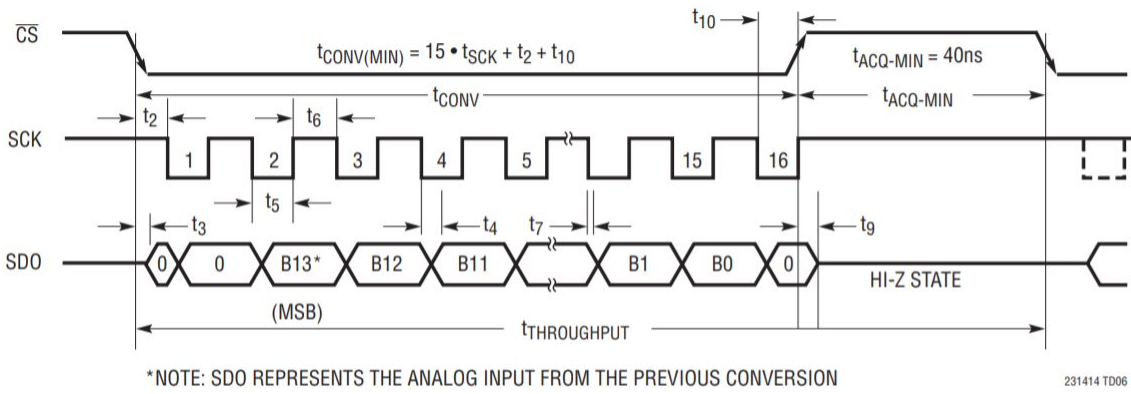 t10
CS
tCONV(MIN) = 15 • tSCK + t2 + t10
tACQ-MIN = 40ns
tCONV
tACQ-MIN
t2
t6
SCK
1 2 3 4 5 15 16
t5
t3
t4
t7
t9
SDO
0 0 B13* B12 B11 B1 B0 0
HI-Z STATE
(MSB)
tTHROUGHPUT
*NOTE: SDO REPRESENTS THE ANALOG INPUT FROM THE PREVIOUS CONVERSION
231414 TD06